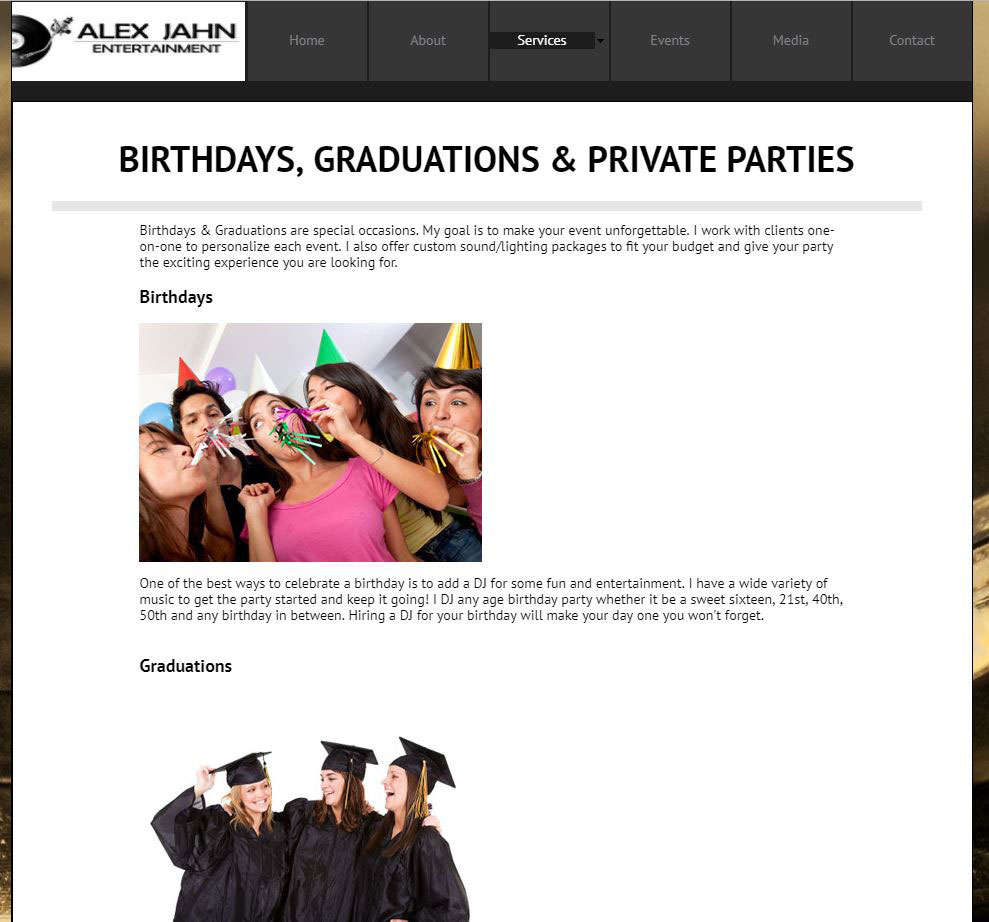 ALEX JAHN
ENTERTAINMENT
Home
About
Services
Events
Media
Contact
BIRTHDAYS, GRADUATIONS & PRIVATE PARTIES
Birthdays & Graduations are special occasions. My goal is to make your event unforgettable. I work with clients one-
on-one to personalize each event. I also offer custom sound/lighting packages to fit your budget and give your party
the exciting experience you are looking for.
Birthdays
One of the best ways to celebrate a birthday is to add a DJ for some fun and entertainment. I have a wide variety of
music to get the party started and keep it going! I DJ any age birthday party whether it be a sweet sixteen, 21st, 40th,
50th and any birthday in between. Hiring a DJ for your birthday will make your day one you won't forget.
Graduations